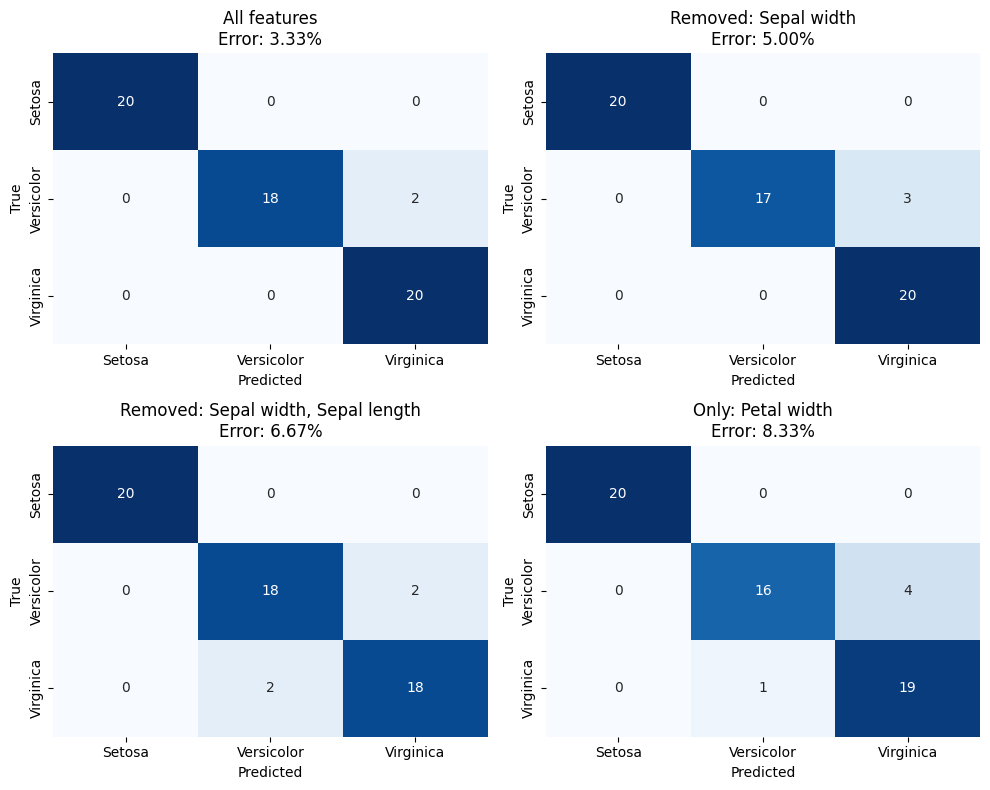 All features
Error: 3.33%
Setosa
20
0
0
True
Versicolor
0
18
2
Virginica
0
0
20
Setosa
Versicolor
Virginica
Predicted
Removed: Sepal width
Error: 5.00%
Setosa
20
0
0
True
Versicolor
0
17
3
Virginica
0
0
20
Setosa
Versicolor
Virginica
Predicted
Removed: Sepal width, Sepal length
Error: 6.67%
Setosa
20
0
0
True
Versicolor
0
18
2
Virginica
0
2
18
Setosa
Versicolor
Virginica
Predicted
Only: Petal width
Error: 8.33%
Setosa
20
0
0
True
Versicolor
0
16
4
Virginica
0
1
19
Setosa
Versicolor
Virginica
Predicted